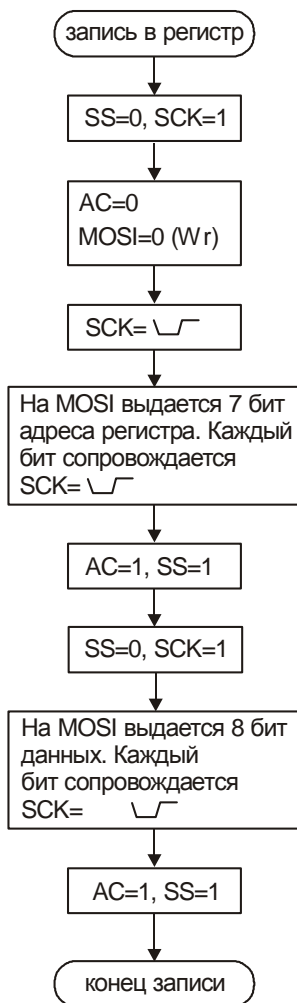 запись в регистр
SS=0, SCK=1
AC=0
MOSI=0 (Wr)
SCK=
На MOSI выдается 7 бит
адреса регистра. Каждый
бит сопровождается
SCK=
AC=1, SS=1
SS=0, SCK=1
На MOSI выдается 8 бит
данных. Каждый
бит сопровождается
SCK=
AC=1, SS=1
конец записи